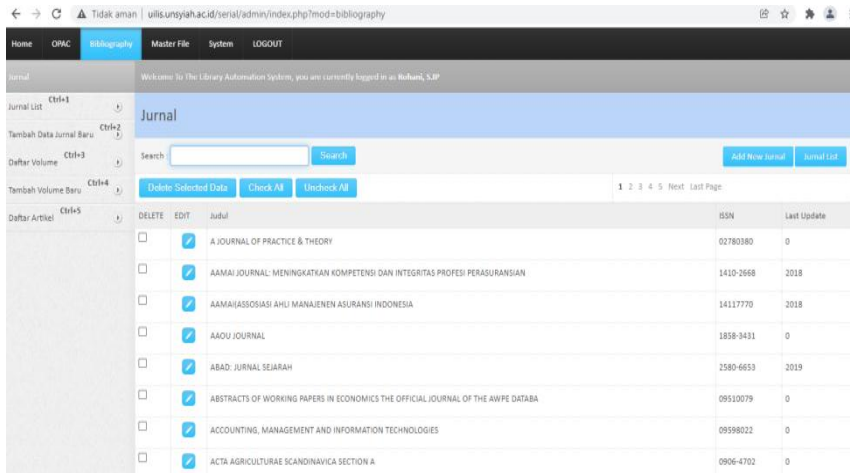 Tidak aman | uilis.unsyiah.ac.id/serial/admin/index.php?mod=bibliography
Home OPAC Bibliography Master File System LOGOUT
Jurnal
Welcome To The Library Automation System, you are currently logged in as Rohani, S.IP
Jurnal List Ctrl+1
Tambah Data Jurnal Baru Ctrl+2
Daftar Volume Ctrl+3
Tambah Volume Baru Ctrl+4
Daftar Artikel Ctrl+5
Jurnal
Search Search Add New Jurnal Jurnal List
Delete Selected Data Check All Uncheck All 1 2 3 4 5 Next Last Page
DELETE EDIT Judul ISSN Last Update
A JOURNAL OF PRACTICE & THEORY 02780380 0
AAMAI JOURNAL: MENINGKATKAN KOMPETENSI DAN INTEGRITAS PROFESI PERASURANSIAN 1410-2668 2018
AAMAI(ASSOSIASI AHLI MANAJENEN ASURANSI INDONESIA 14117770 2018
AAOU JOURNAL 1858-3431 0
ABAD: JURNAL SEJARAH 2580-6653 2019
ABSTRACTS OF WORKING PAPERS IN ECONOMICS THE OFFICIAL JOURNAL OF THE AWPE DATABA 09510079 0
ACCOUNTING, MANAGEMENT AND INFORMATION TECHNOLOGIES 09598022 0
ACTA AGRICULTURAE SCANDINAVICA SECTION A 0906-4702 0